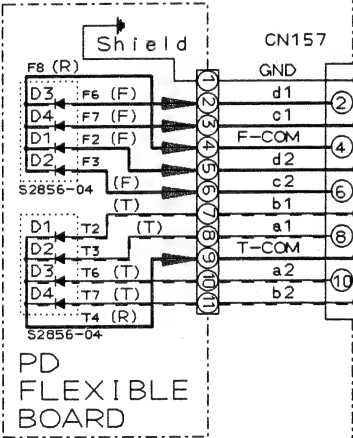 Shield
CN157
F8 (R)
1
GND
D3
F6 (F)
2
d1
2
D4
F7 (F)
3
c1
D1
F2 (F)
4
F-COM
4
D2
F3
5
d2
S2856-04
(F)
6
c2
6
(T)
7
b1
D1
T2
(T)
8
a1
8
D2
T3
9
T-COM
D3
T6 (T)
10
a2
10
D4
T7 (T)
11
b2
T4 (R)
S2856-04
PD
FLEXIBLE
BOARD